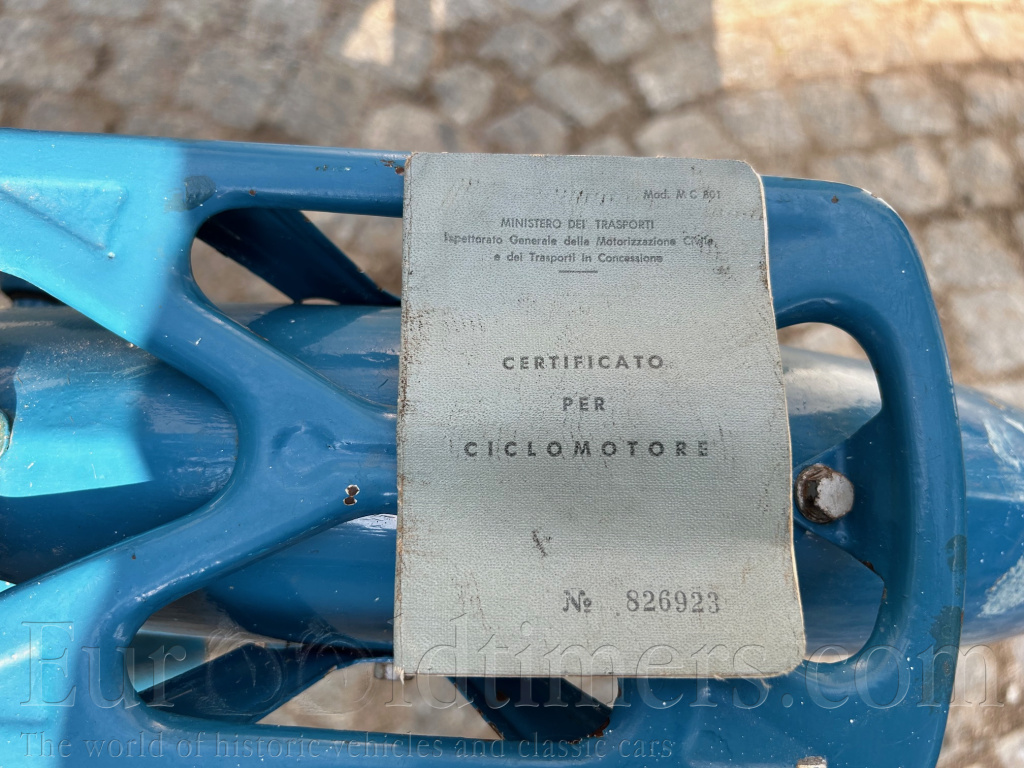 Mod. M C 801
MINISTERO DEI TRASPORTI
Ispettorato Generale della Motorizzazione Civile
e dei Trasporti in Concessione
CERTIFICATO
PER
CICLOMOTORE
№ 826923
EuroOldtimers.com
The world of historic vehicles and classic cars